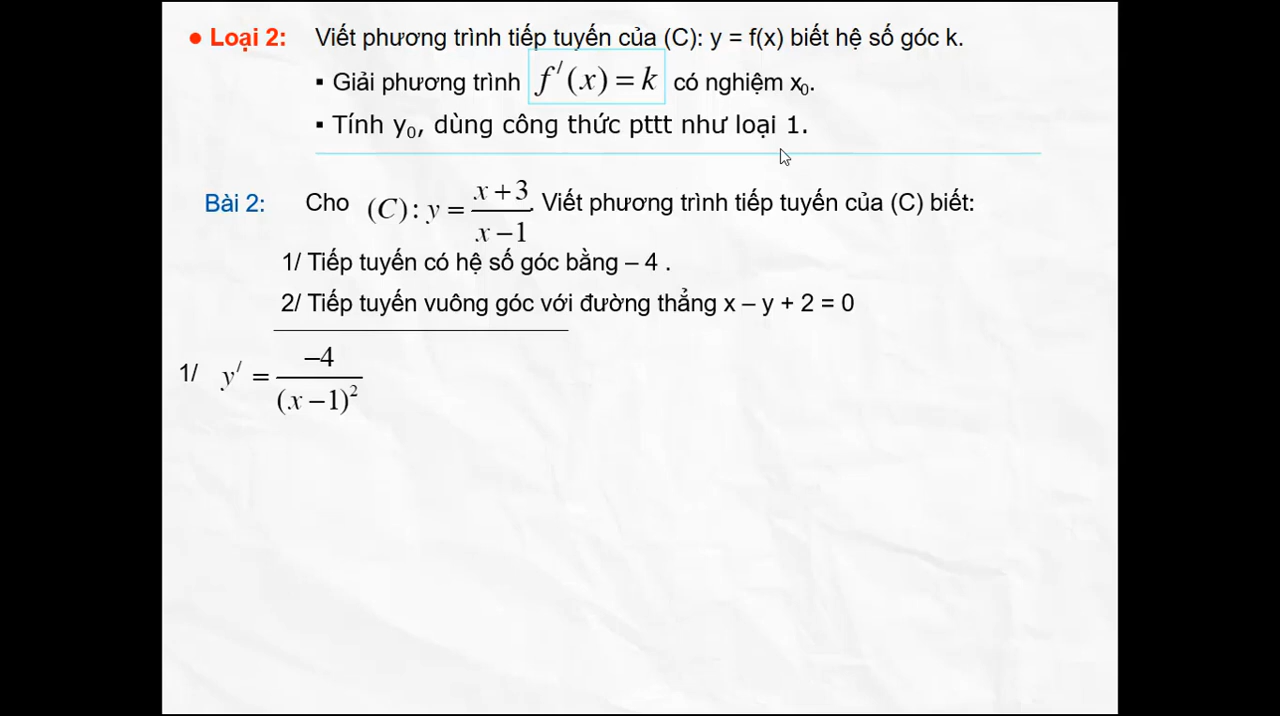 • Loại 2: Viết phương trình tiếp tuyến của (C): y = f(x) biết hệ số góc k.
▪ Giải phương trình f′(x) = k có nghiệm x₀.
▪ Tính y₀, dùng công thức pttt như loại 1.
Bài 2: Cho (C): y = (x+3)/(x−1). Viết phương trình tiếp tuyến của (C) biết:
1/ Tiếp tuyến có hệ số góc bằng – 4 .
2/ Tiếp tuyến vuông góc với đường thẳng x – y + 2 = 0
1/ y′ = −4/(x−1)²